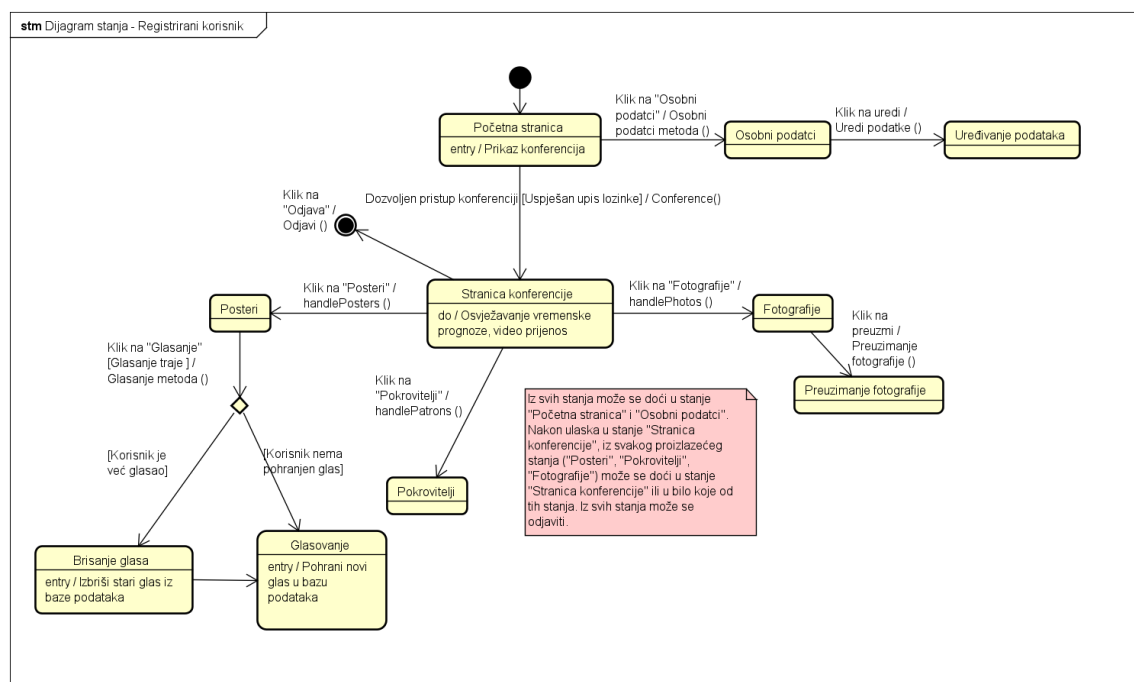 stm Dijagram stanja - Registrirani korisnik
Početna stranica
entry / Prikaz konferencija
Klik na "Osobni
podatci" / Osobni
podatci metoda ()
Osobni podatci
Klik na uredi /
Uredi podatke ()
Uređivanje podataka
Dozvoljen pristup konferenciji [Uspješan upis lozinke] / Conference()
Klik na
"Odjava" /
Odjavi ()
Stranica konferencije
do / Osvježavanje vremenske
prognoze, video prijenos
Klik na "Posteri" /
handlePosters ()
Posteri
Klik na "Fotografije" /
handlePhotos ()
Fotografije
Klik na
preuzmi /
Preuzimanje
fotografije ()
Preuzimanje fotografije
Klik na "Glasanje"
[Glasanje traje ] /
Glasanje metoda ()
Klik na
"Pokrovitelji" /
handlePatrons ()
Pokrovitelji
Iz svih stanja može se doći u stanje
"Početna stranica" i "Osobni podatci".
Nakon ulaska u stanje "Stranica
konferencije", iz svakog proizlazećeg
stanja ("Posteri", "Pokrovitelji",
"Fotografije") može se doći u stanje
"Stranica konferencije" ili u bilo koje od
tih stanja. Iz svih stanja može se
odjaviti.
[Korisnik je
već glasao]
[Korisnik nema
pohranjen glas]
Brisanje glasa
entry / Izbriši stari glas iz
baze podataka
Glasovanje
entry / Pohrani novi
glas u bazu
podataka